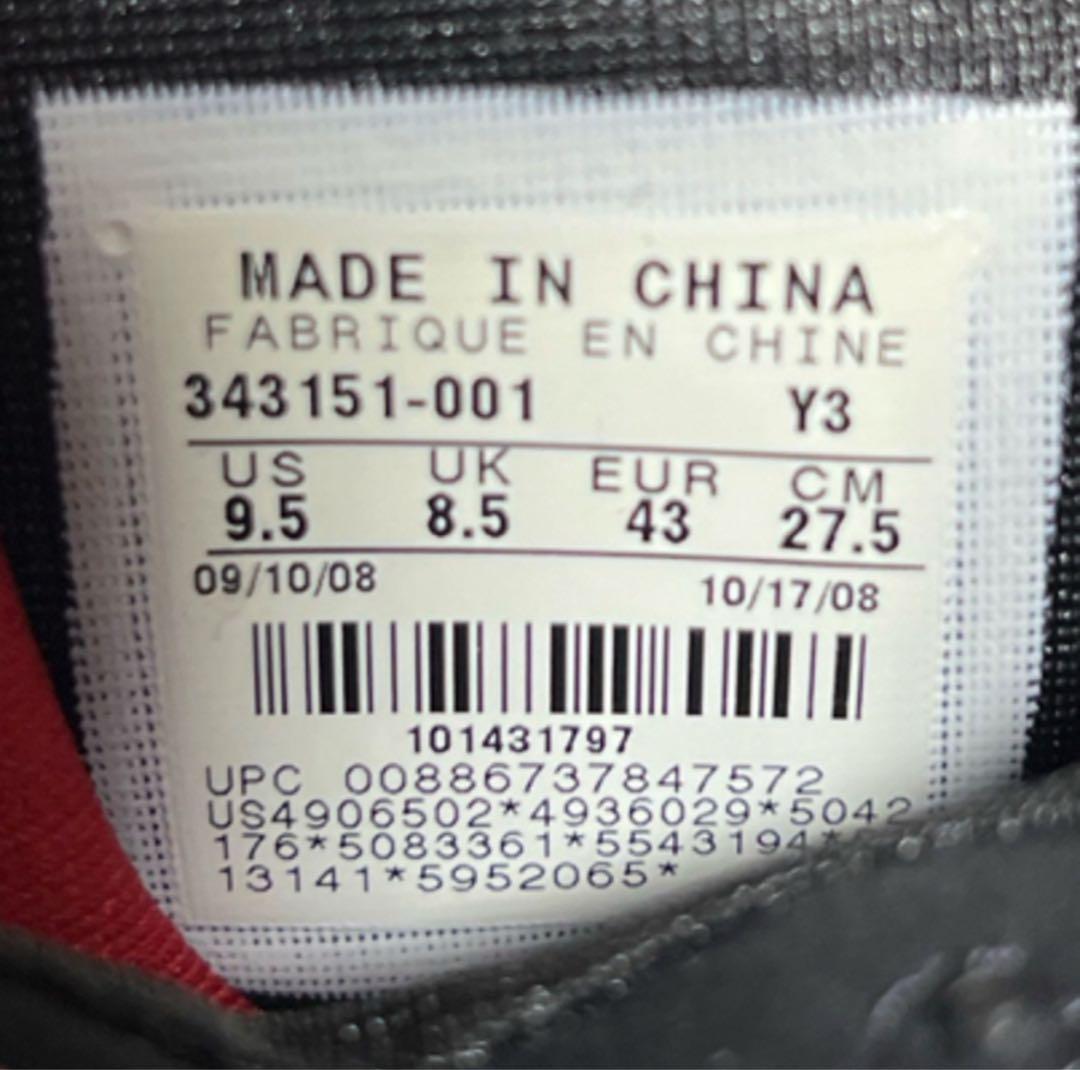 MADE IN CHINA
FABRIQUE EN CHINE
343151-001 Y3
US UK EUR CM
9.5 8.5 43 27.5
09/10/08 10/17/08
101431797
UPC 00886737847572
US4906502*4936029*5042
176*5083361*5543194*
13141*5952065*